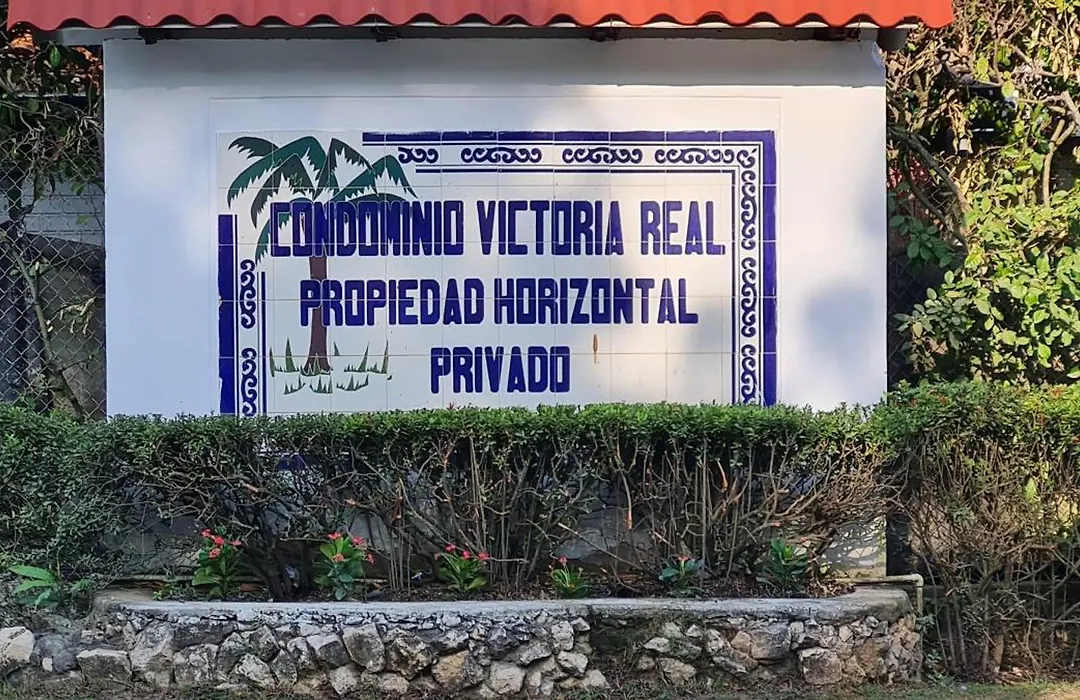 CONDOMINIO VICTORIA REAL
PROPIEDAD HORIZONTAL
PRIVADO